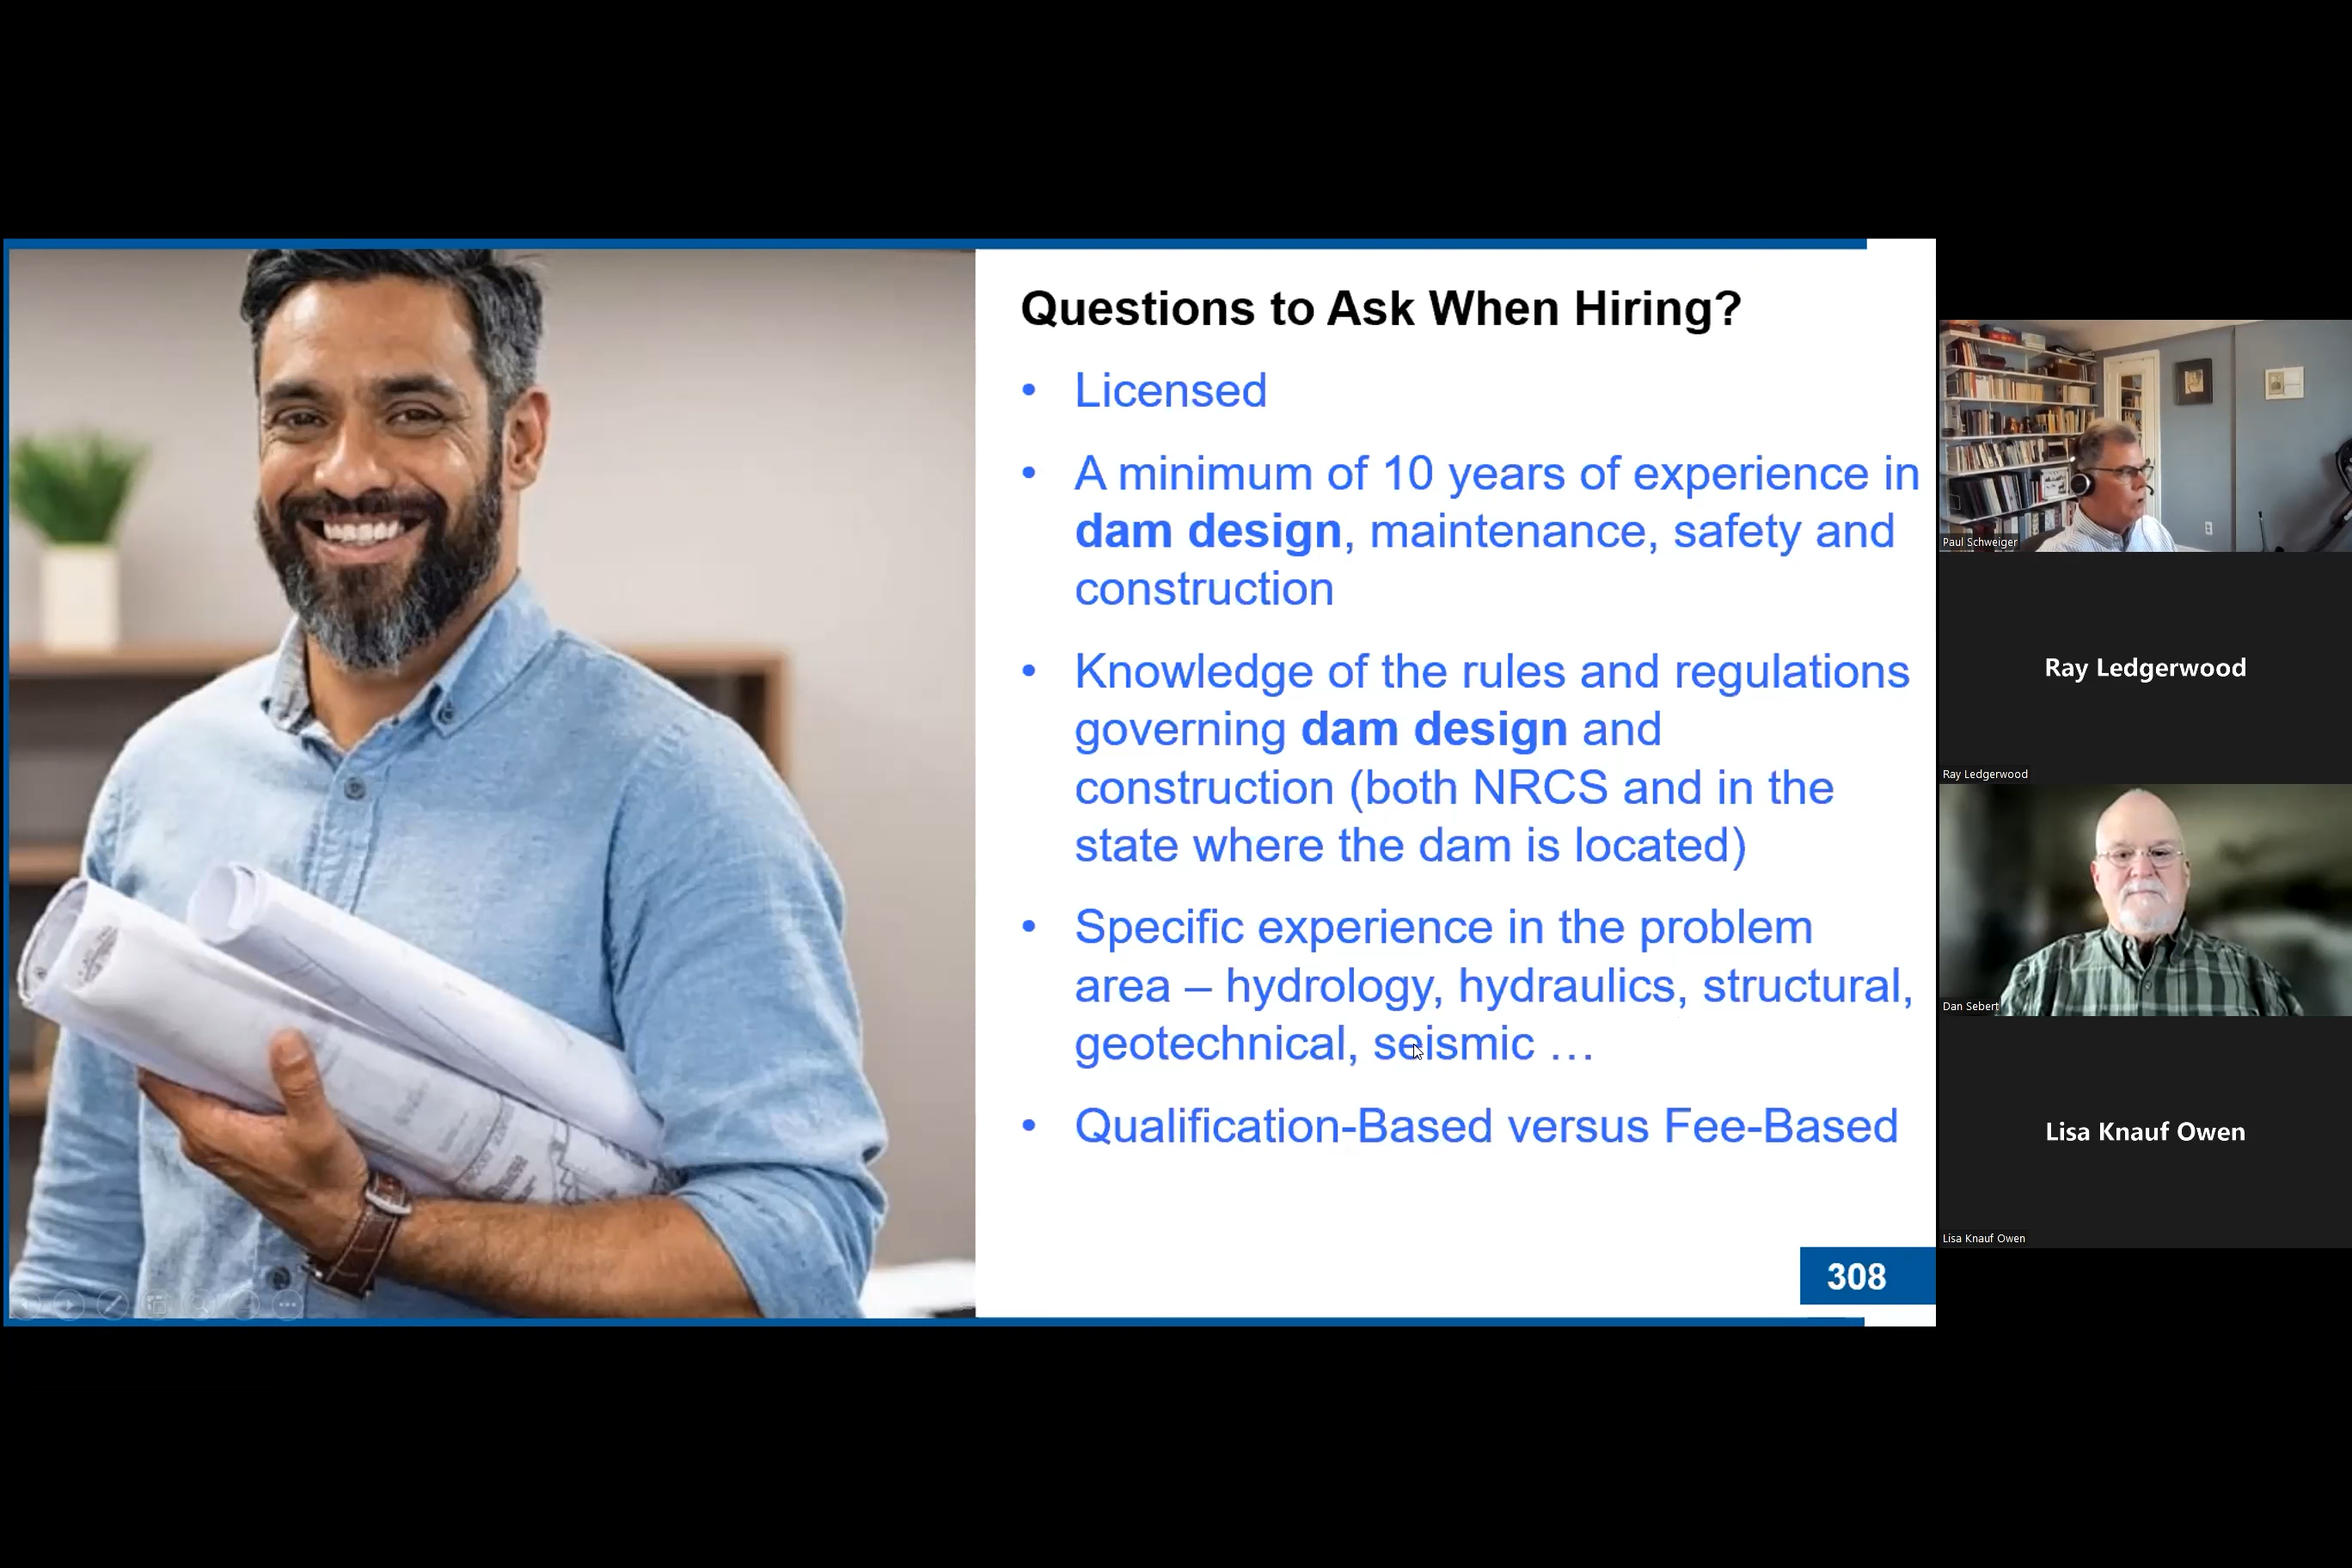 Questions to Ask When Hiring?
• Licensed
• A minimum of 10 years of experience in
dam design, maintenance, safety and
construction
• Knowledge of the rules and regulations
governing dam design and
construction (both NRCS and in the
state where the dam is located)
• Specific experience in the problem
area – hydrology, hydraulics, structural,
geotechnical, seismic …
• Qualification-Based versus Fee-Based
308
Paul Schweiger
Ray Ledgerwood
Ray Ledgerwood
Dan Sebert
Lisa Knauf Owen
Lisa Knauf Owen